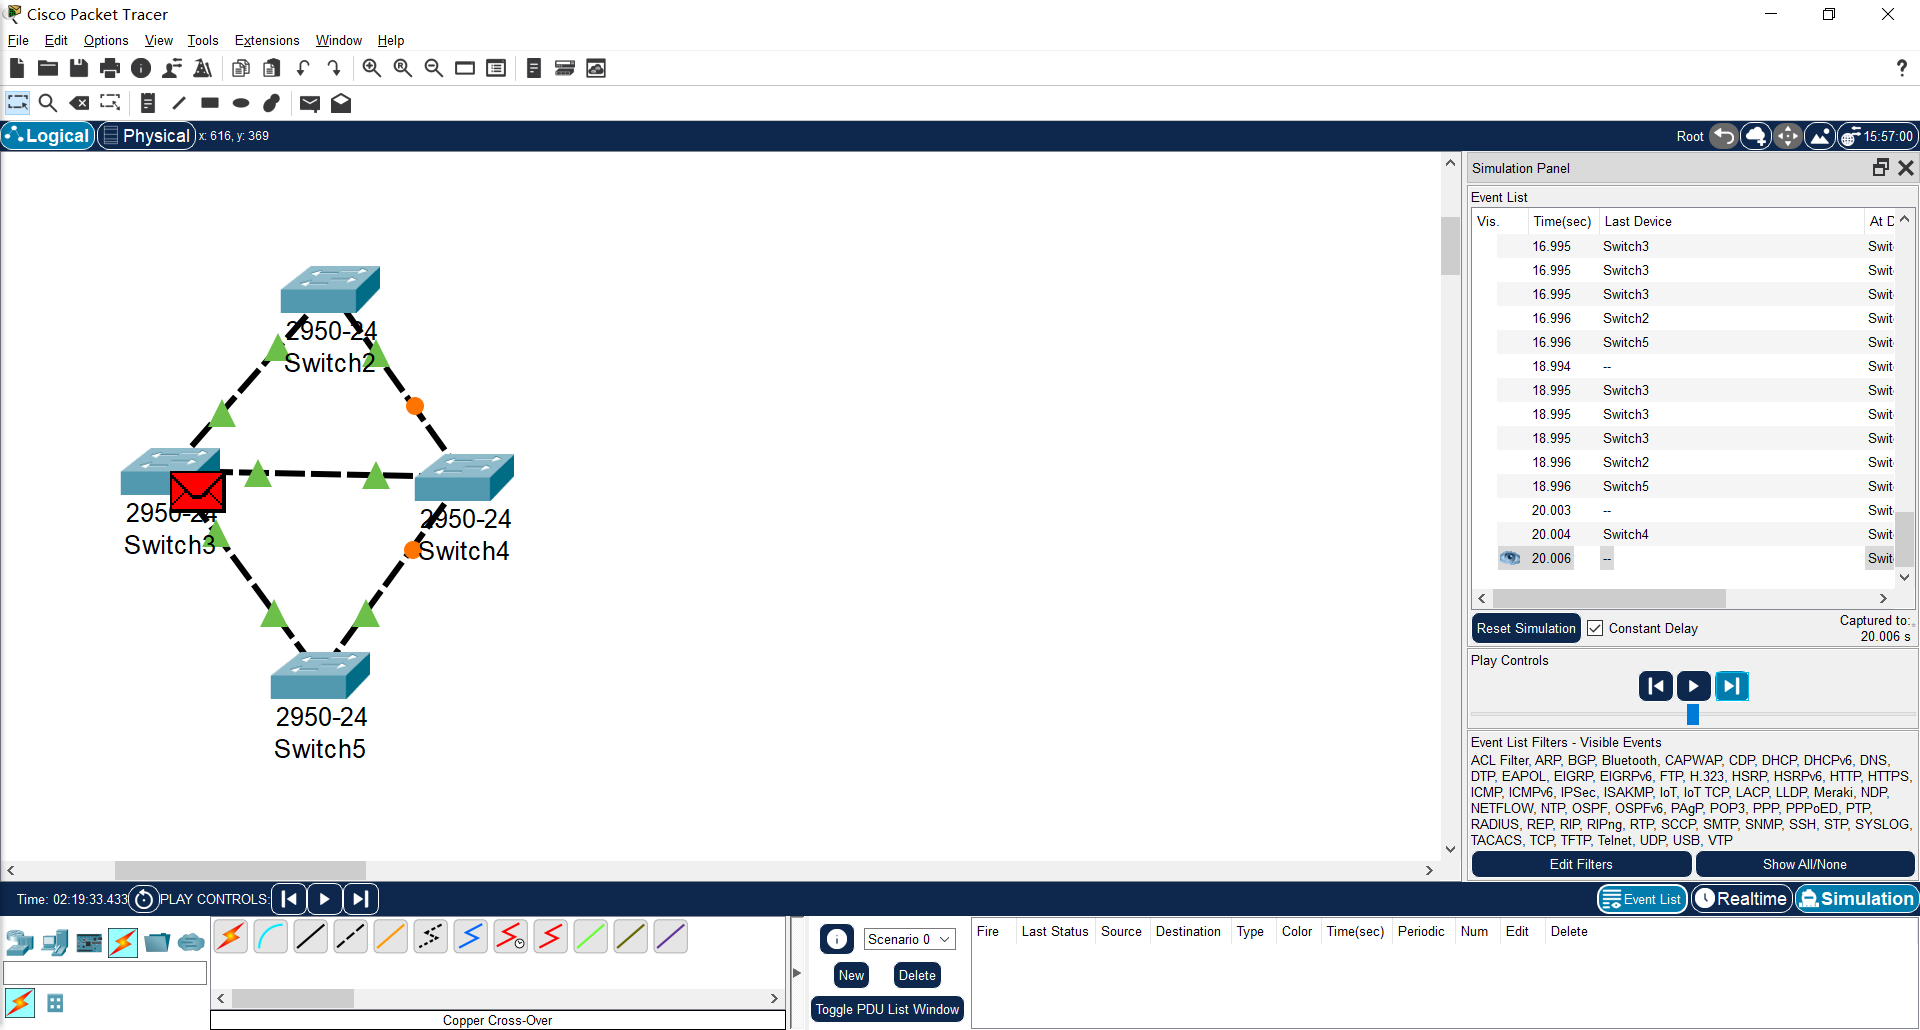 Cisco Packet Tracer
File Edit Options View Tools Extensions Window Help
?
Logical Physical x: 616, y: 369 Root 15:57:00
2950-24
Switch2
2950-24
Switch3
2950-24
Switch4
2950-24
Switch5
Simulation Panel
Event List
Vis. Time(sec) Last Device At D
16.995 Switch3 Swit
16.995 Switch3 Swit
16.995 Switch3 Swit
16.996 Switch2 Swit
16.996 Switch5 Swit
18.994 -- Swit
18.995 Switch3 Swit
18.995 Switch3 Swit
18.995 Switch3 Swit
18.996 Switch2 Swit
18.996 Switch5 Swit
20.003 -- Swit
20.004 Switch4 Swit
20.006 -- Swit
Reset Simulation Constant Delay Captured to:
20.006 s
Play Controls
Event List Filters - Visible Events
ACL Filter, ARP, BGP, Bluetooth, CAPWAP, CDP, DHCP, DHCPv6, DNS,
DTP, EAPOL, EIGRP, EIGRPv6, FTP, H.323, HSRP, HSRPv6, HTTP, HTTPS,
ICMP, ICMPv6, IPSec, ISAKMP, IoT, IoT TCP, LACP, LLDP, Meraki, NDP,
NETFLOW, NTP, OSPF, OSPFv6, PAgP, POP3, PPP, PPPoED, PTP,
RADIUS, REP, RIP, RIPng, RTP, SCCP, SMTP, SNMP, SSH, STP, SYSLOG,
TACACS, TCP, TFTP, Telnet, UDP, USB, VTP
Edit Filters Show All/None
Time: 02:19:33.433 PLAY CONTROLS: Event List Realtime Simulation
Scenario 0
New Delete
Toggle PDU List Window
Fire Last Status Source Destination Type Color Time(sec) Periodic Num Edit Delete
Copper Cross-Over